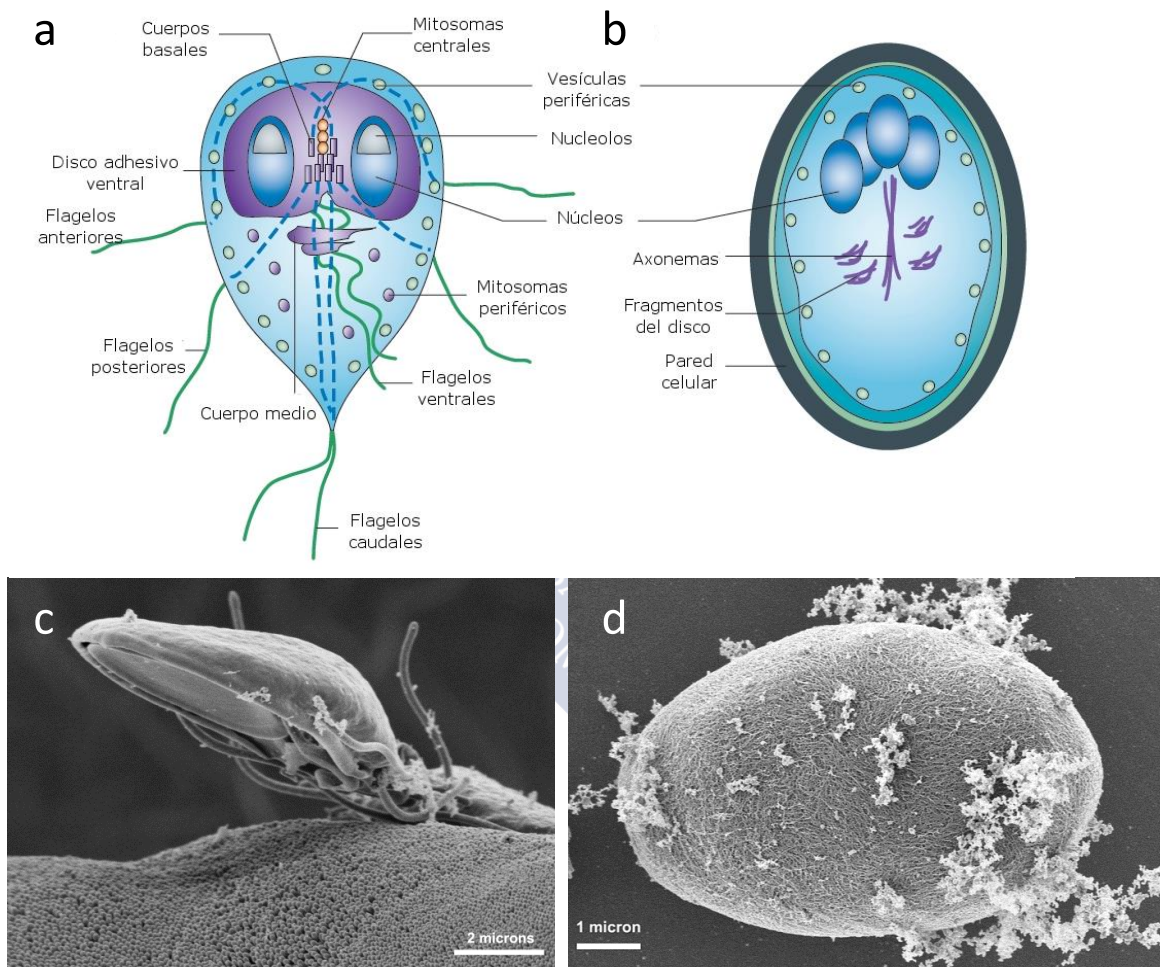 a
Cuerpos
basales
Mitosomas
centrales
b
Vesículas
periféricas
Nucleolos
Disco adhesivo
ventral
Núcleos
Flagelos
anteriores
Axonemas
Mitosomas
periféricos
Fragmentos
del disco
Flagelos
posteriores
Pared
celular
Flagelos
ventrales
Cuerpo medio
Flagelos
caudales
c
2 microns
d
1 micron